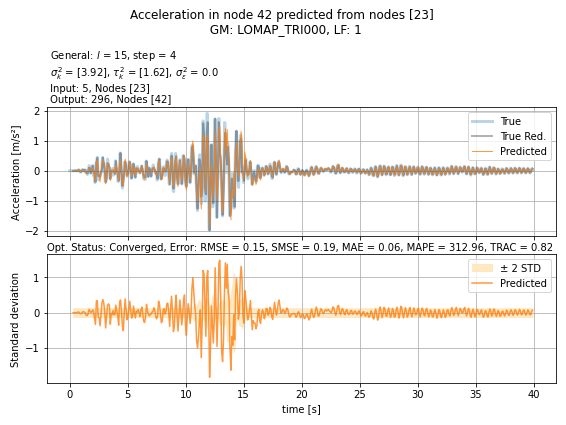 Acceleration in node 42 predicted from nodes [23]
GM: LOMAP_TRI000, LF: 1
General: l = 15, step = 4
σ²ₖ = [3.92], τ²ₖ = [1.62], σ²ε = 0.0
Input: 5, Nodes [23]
Output: 296, Nodes [42]
2
1
0
−1
−2
Acceleration [m/s²]
True
True Red.
Predicted
Opt. Status: Converged, Error: RMSE = 0.15, SMSE = 0.19, MAE = 0.06, MAPE = 312.96, TRAC = 0.82
1
0
−1
Standard deviation
± 2 STD
Predicted
0 5 10 15 20 25 30 35 40
time [s]